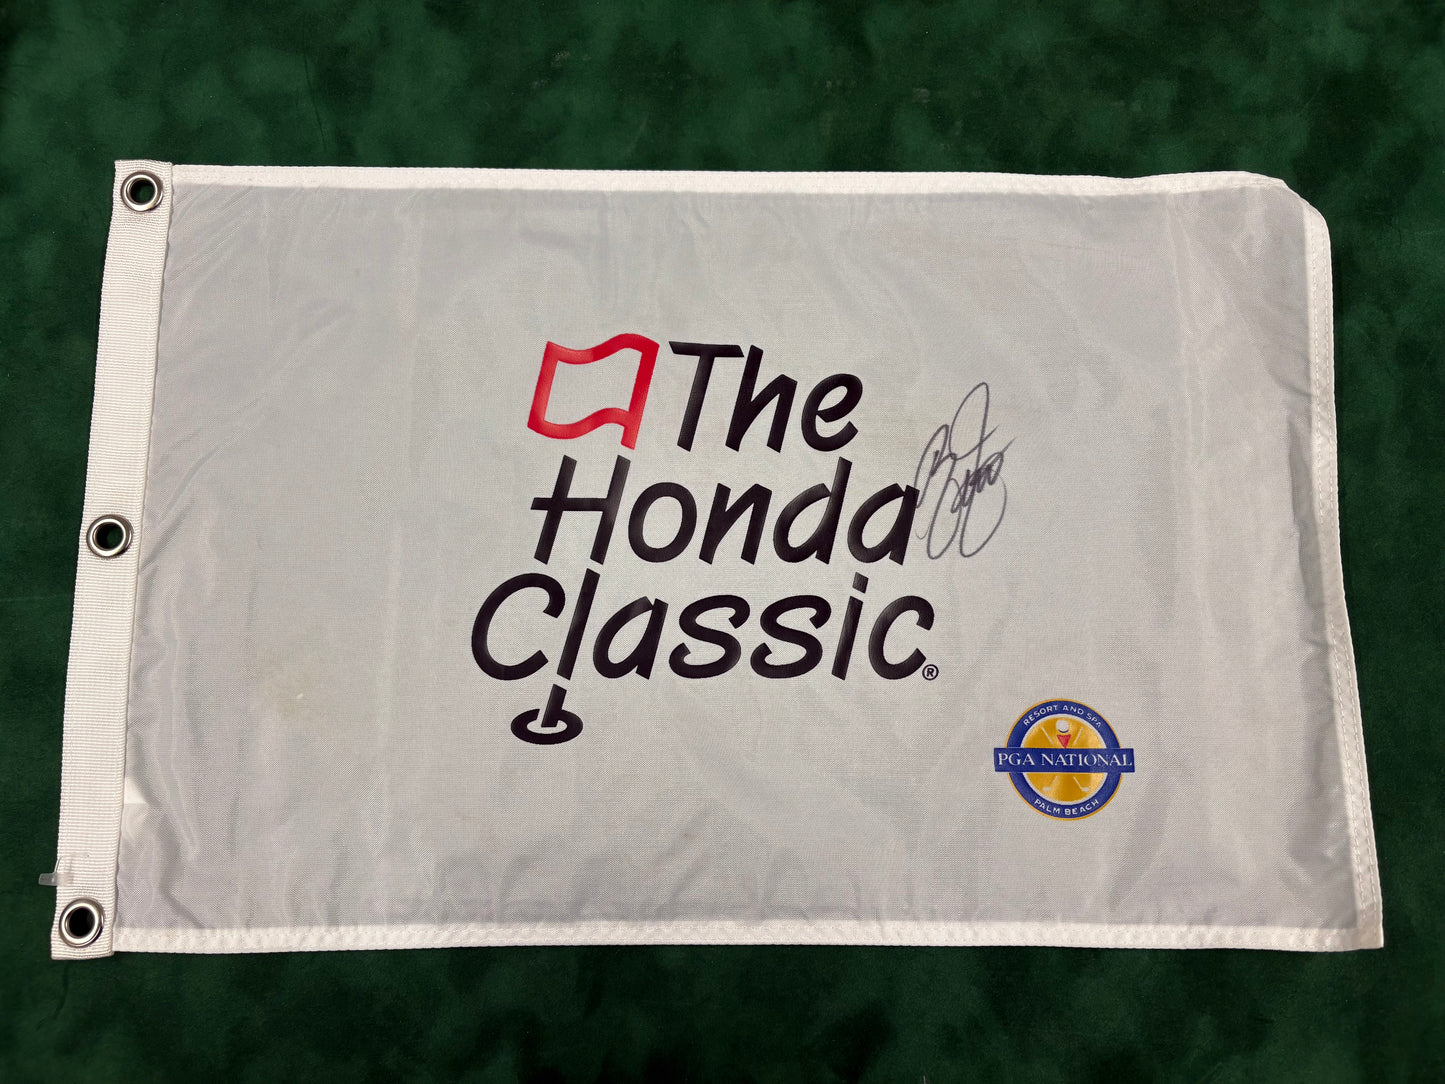 The
Honda
Classic®
RESORT AND SPA
PGA NATIONAL
PALM BEACH